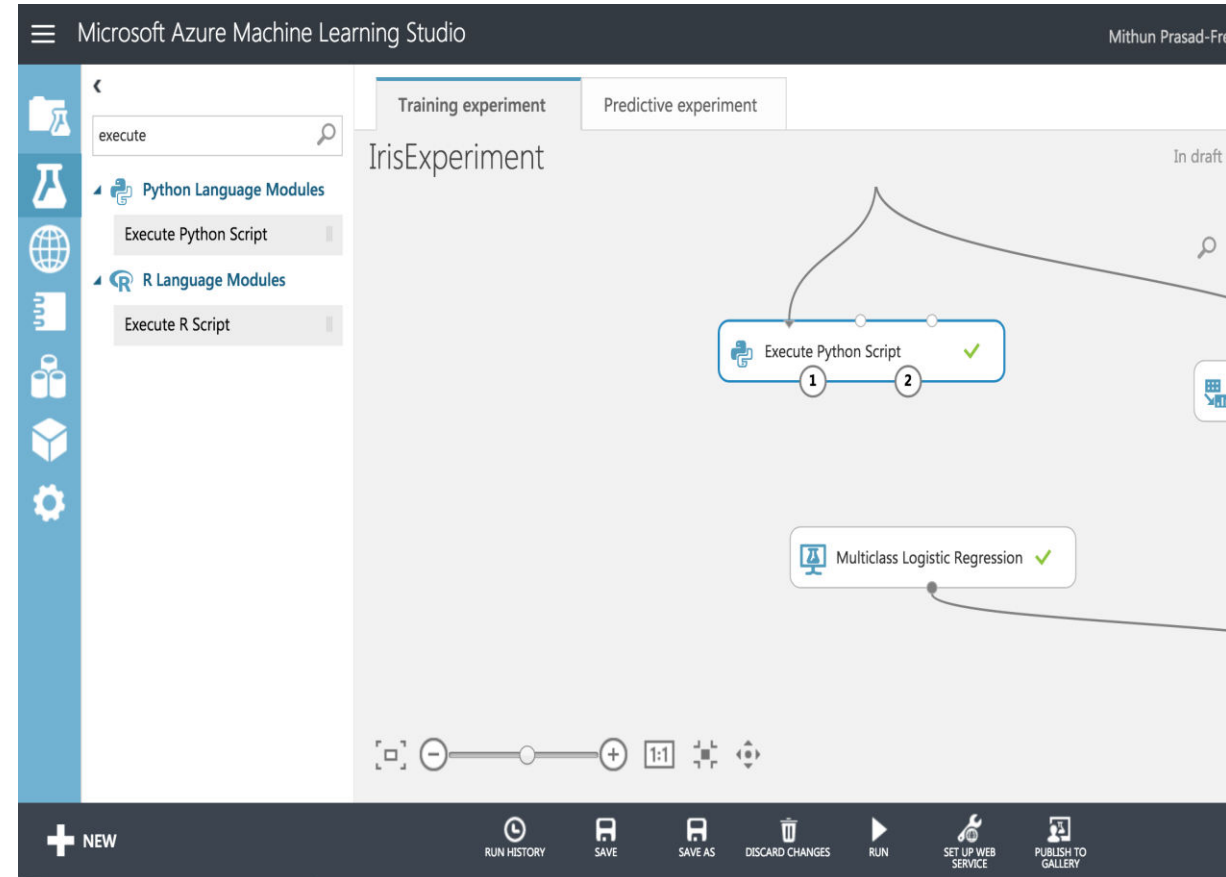 Microsoft Azure Machine Learning Studio
Mithun Prasad-Fre
execute
Python Language Modules
Execute Python Script
R Language Modules
Execute R Script
Training experiment
Predictive experiment
IrisExperiment
In draft
Execute Python Script
1
2
Multiclass Logistic Regression
1:1
NEW
RUN HISTORY
SAVE
SAVE AS
DISCARD CHANGES
RUN
SET UP WEB
SERVICE
PUBLISH TO
GALLERY